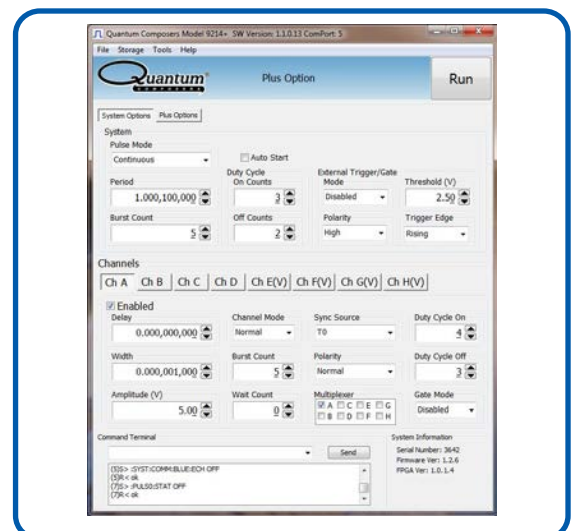 Quantum Composers Model 9214+ SW Version: 1.1.0.13 ComPort: 5
File Storage Tools Help
Quantum
COMPOSERS
Plus Option
Run
System Options Plus Options
System
Pulse Mode
Continuous
Auto Start
Period
1.000,100,000
Duty Cycle
On Counts
3
External Trigger/Gate
Mode
Disabled
Threshold (V)
2.50
Burst Count
5
Off Counts
2
Polarity
High
Trigger Edge
Rising
Channels
Ch A Ch B Ch C Ch D Ch E(V) Ch F(V) Ch G(V) Ch H(V)
Enabled
Delay
0.000,000,000
Channel Mode
Normal
Sync Source
T0
Duty Cycle On
4
Width
0.000,001,000
Burst Count
5
Polarity
Normal
Duty Cycle Off
3
Amplitude (V)
5.00
Wait Count
0
Multiplexer
A C E G
B D F H
Gate Mode
Disabled
Command Terminal
Send
(5)S> :SYST:COMM:BLUE:ECH OFF
(5)R< ok
(7)S> :PULS0:STAT OFF
(7)R< ok
System Information
Serial Number: 3642
Firmware Ver: 1.2.6
FPGA Ver: 1.0.1.4